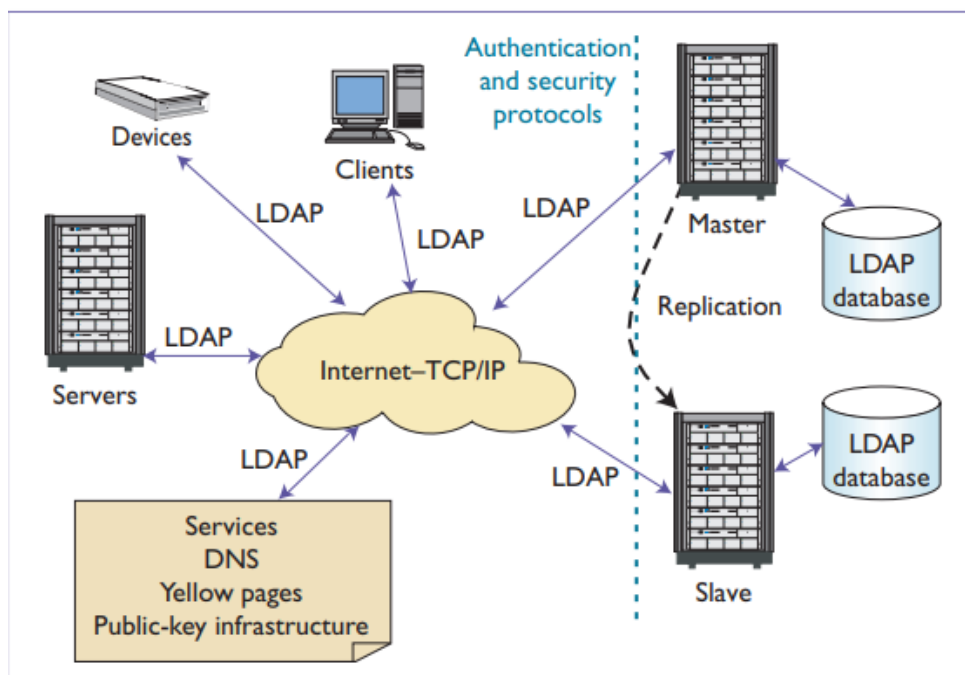 Authentication
and security
protocols
Devices
Clients
LDAP
LDAP
LDAP
Master
LDAP
database
Replication
LDAP
Servers
Internet–TCP/IP
LDAP
LDAP
LDAP
database
Services
DNS
Yellow pages
Public-key infrastructure
Slave